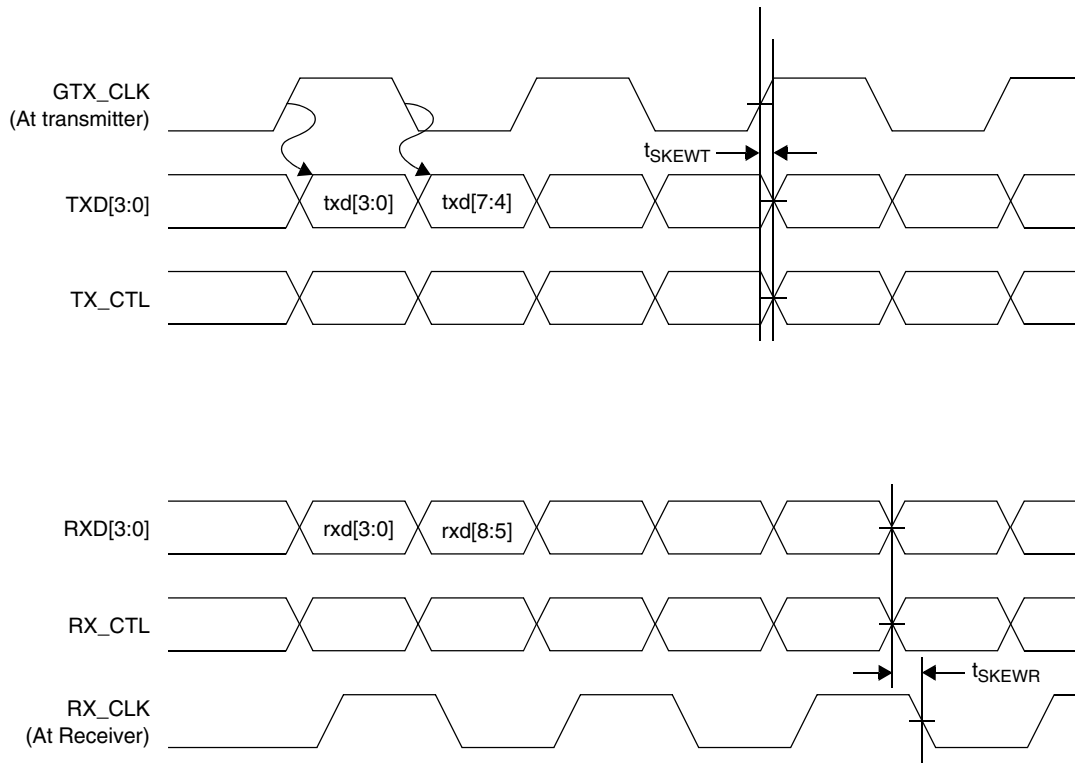 GTX_CLK
(At transmitter)
tSKEWT
TXD[3:0]
txd[3:0]
txd[7:4]
TX_CTL
RXD[3:0]
rxd[3:0]
rxd[8:5]
RX_CTL
tSKEWR
RX_CLK
(At Receiver)